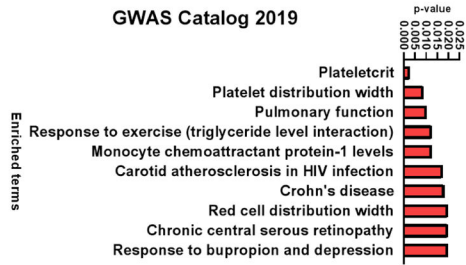 GWAS Catalog 2019
p-value
0.000
0.005
0.010
0.015
0.020
0.025
Enriched terms
Plateletcrit
Platelet distribution width
Pulmonary function
Response to exercise (triglyceride level interaction)
Monocyte chemoattractant protein-1 levels
Carotid atherosclerosis in HIV infection
Crohn's disease
Red cell distribution width
Chronic central serous retinopathy
Response to bupropion and depression